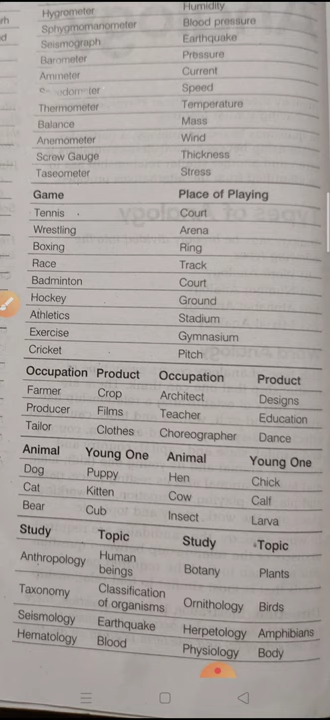 rh
d
Hygrometer Humidity
Sphygmomanometer Blood pressure
Seismograph Earthquake
Barometer Pressure
Ammeter Current
Speed
Thermometer Temperature
Balance Mass
Anemometer Wind
Screw Gauge Thickness
Taseometer Stress
Game Place of Playing
Tennis Court
Wrestling Arena
Boxing Ring
Race Track
Badminton Court
Hockey Ground
Athletics Stadium
Exercise Gymnasium
Cricket Pitch
Occupation Product Occupation Product
Farmer Crop Architect Designs
Producer Films Teacher Education
Tailor Clothes Choreographer Dance
Animal Young One Animal Young One
Dog Puppy Hen Chick
Cat Kitten Cow Calf
Bear Cub Insect Larva
Study Topic Study Topic
Anthropology Human beings Botany Plants
Taxonomy Classification of organisms Ornithology Birds
Seismology Earthquake Herpetology Amphibians
Hematology Blood Physiology Body